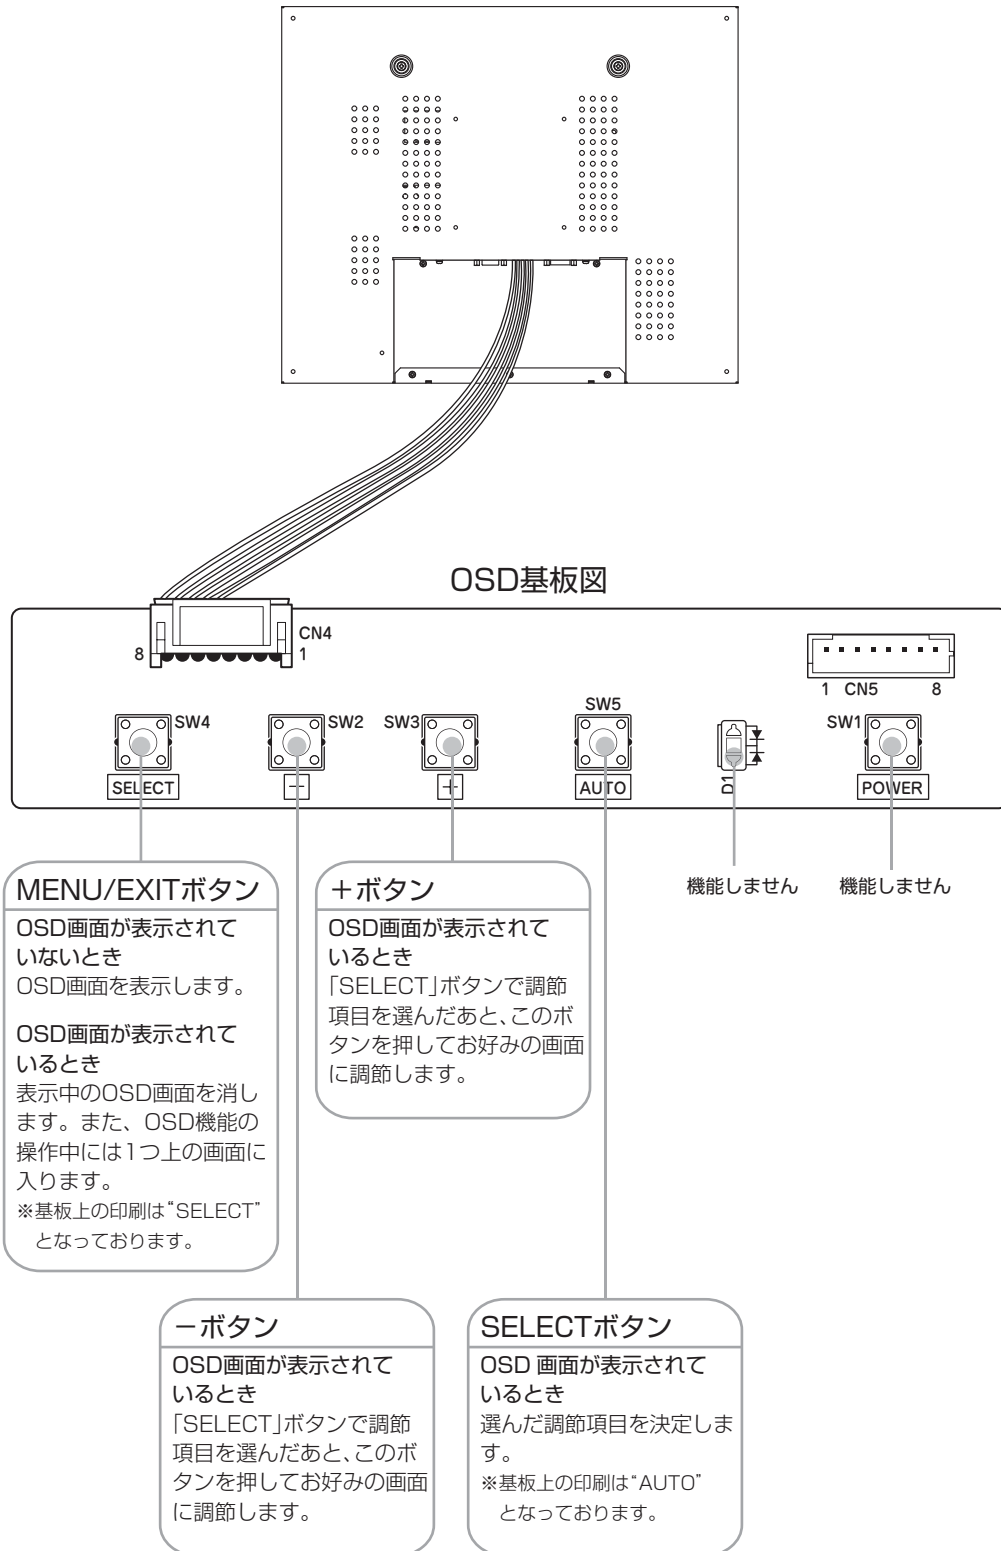 OSD基板図
CN4
8
1
1 CN5 8
SW4
SW2
SW3
SW5
SW1
D1
SELECT
−
+
AUTO
POWER
機能しません
機能しません
MENU/EXITボタン
OSD画面が表示されて
いないとき
OSD画面を表示します。
OSD画面が表示されて
いるとき
表示中のOSD画面を消し
ます。また、OSD機能の
操作中には1つ上の画面に
入ります。
※基板上の印刷は“SELECT”
となっております。
+ボタン
OSD画面が表示されて
いるとき
「SELECT」ボタンで調節
項目を選んだあと、このボ
タンを押してお好みの画面
に調節します。
−ボタン
OSD画面が表示されて
いるとき
「SELECT」ボタンで調節
項目を選んだあと、このボ
タンを押してお好みの画面
に調節します。
SELECTボタン
OSD 画面が表示されて
いるとき
選んだ調節項目を決定しま
す。
※基板上の印刷は“AUTO”
となっております。